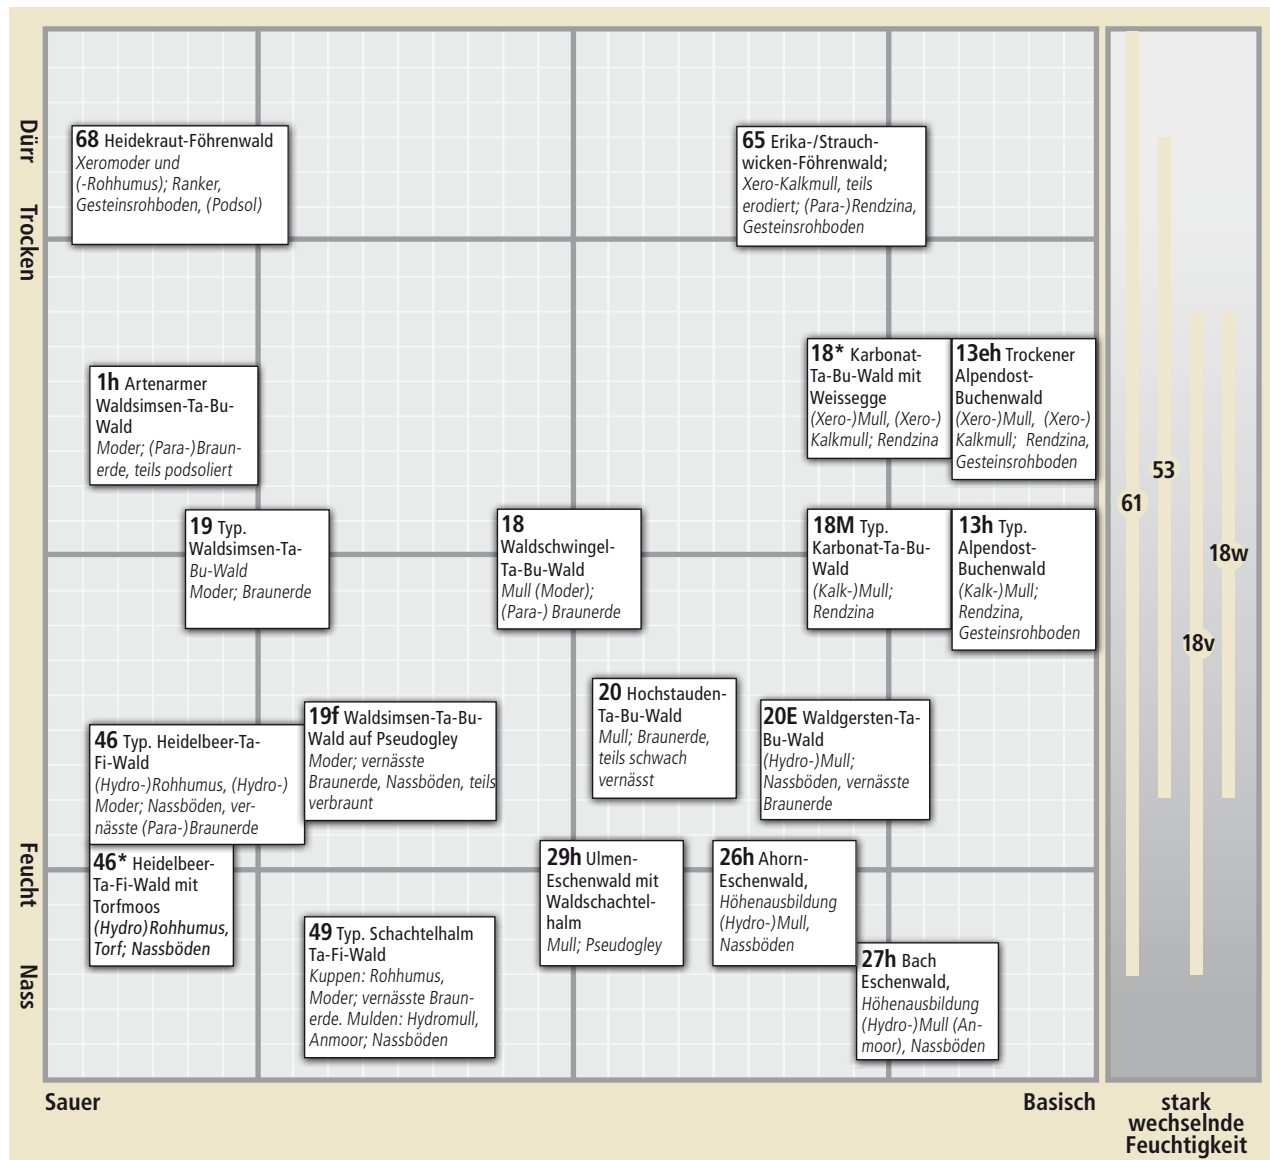 Dürr
Trocken
Feucht
Nass
68 Heidekraut-Föhrenwald
Xeromoder und
(-Rohhumus); Ranker,
Gesteinsrohboden, (Podsol)
65 Erika-/Strauch-
wicken-Föhrenwald;
Xero-Kalkmull, teils
erodiert; (Para-)Rendzina,
Gesteinsrohboden
1h Artenarmer
Waldsimsen-Ta-Bu-
Wald
Moder; (Para-)Braun-
erde, teils podsoliert
18* Karbonat-
Ta-Bu-Wald mit
Weissegge
(Xero-)Mull, (Xero-)
Kalkmull; Rendzina
13eh Trockener
Alpendost-
Buchenwald
(Xero-)Mull, (Xero-)
Kalkmull; Rendzina,
Gesteinsrohboden
19 Typ.
Waldsimsen-Ta-
Bu-Wald
Moder; Braunerde
18
Waldschwingel-
Ta-Bu-Wald
Mull (Moder);
(Para-) Braunerde
18M Typ.
Karbonat-Ta-Bu-
Wald
(Kalk-)Mull;
Rendzina
13h Typ.
Alpendost-
Buchenwald
(Kalk-)Mull;
Rendzina,
Gesteinsrohboden
46 Typ. Heidelbeer-Ta-
Fi-Wald
(Hydro-)Rohhumus, (Hydro-)
Moder; Nassböden, ver-
nässte (Para-)Braunerde
19f Waldsimsen-Ta-Bu-
Wald auf Pseudogley
Moder; vernässte
Braunerde, Nassböden, teils
verbraunt
20 Hochstauden-
Ta-Bu-Wald
Mull; Braunerde,
teils schwach
vernässt
20E Waldgersten-Ta-
Bu-Wald
(Hydro-)Mull;
Nassböden, vernässte
Braunerde
46* Heidelbeer-
Ta-Fi-Wald mit
Torfmoos
(Hydro)Rohhumus,
Torf; Nassböden
49 Typ. Schachtelhalm
Ta-Fi-Wald
Kuppen: Rohhumus,
Moder; vernässte Braun-
erde. Mulden: Hydromull,
Anmoor; Nassböden
29h Ulmen-
Eschenwald mit
Waldschachtel-
halm
Mull; Pseudogley
26h Ahorn-
Eschenwald,
Höhenausbildung
(Hydro-)Mull,
Nassböden
27h Bach
Eschenwald,
Höhenausbildung
(Hydro-)Mull (An-
moor), Nassböden
61
53
18v
18w
Sauer
Basisch
stark
wechselnde
Feuchtigkeit